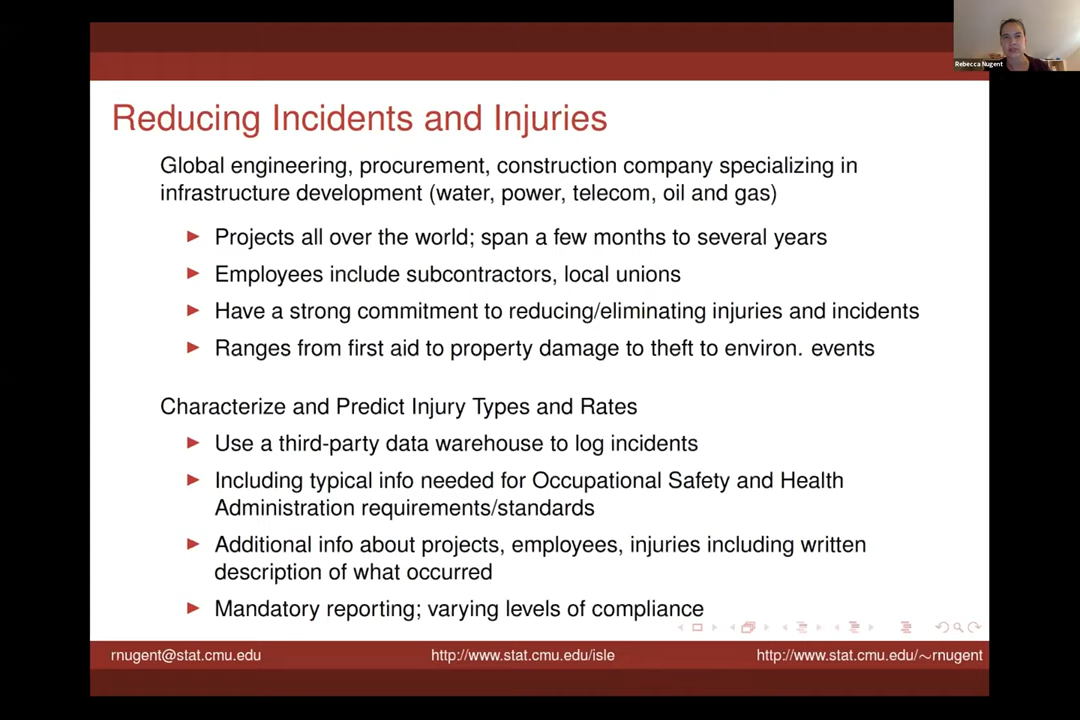 Rebecca Nugent
Reducing Incidents and Injuries
Global engineering, procurement, construction company specializing in
infrastructure development (water, power, telecom, oil and gas)
Projects all over the world; span a few months to several years
Employees include subcontractors, local unions
Have a strong commitment to reducing/eliminating injuries and incidents
Ranges from first aid to property damage to theft to environ. events
Characterize and Predict Injury Types and Rates
Use a third-party data warehouse to log incidents
Including typical info needed for Occupational Safety and Health
Administration requirements/standards
Additional info about projects, employees, injuries including written
description of what occurred
Mandatory reporting; varying levels of compliance
rnugent@stat.cmu.edu http://www.stat.cmu.edu/isle http://www.stat.cmu.edu/~rnugent